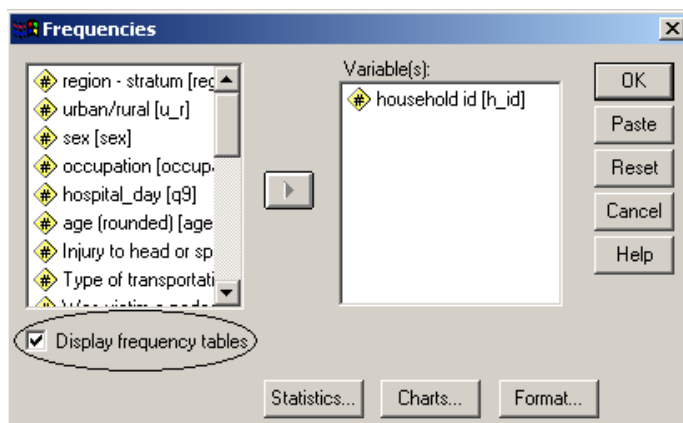 Frequencies
region - stratum [reg
urban/rural [u_r]
sex [sex]
occupation [occup
hospital_day [q9]
age (rounded) [age
Injury to head or sp
Type of transportati
Display frequency tables
Variable(s):
household id [h_id]
OK
Paste
Reset
Cancel
Help
Statistics...
Charts...
Format...